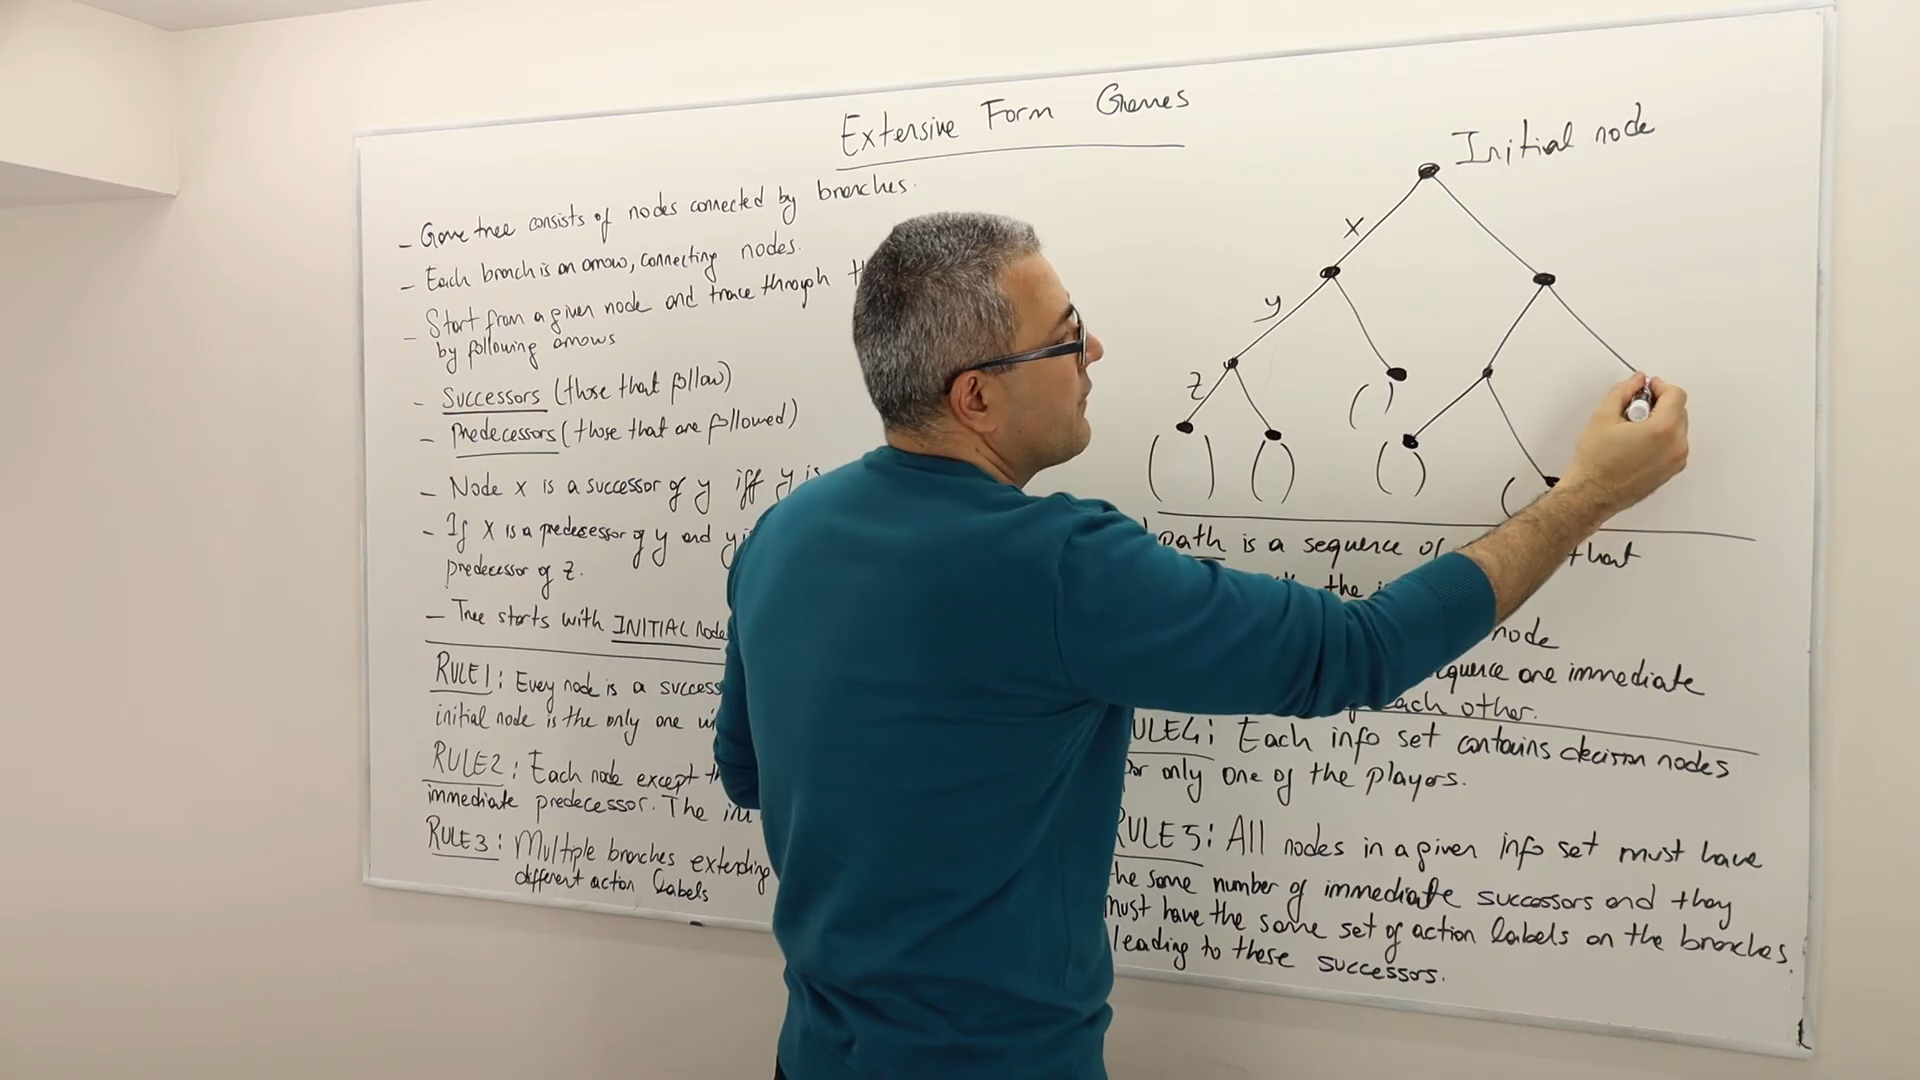 Extensive Form Games
- Game tree consists of nodes connected by branches.
- Each branch is an arrow, connecting nodes.
- Start from a given node and trace through th
by following arrows
- Successors (those that follow)
- Predecessors (those that are followed)
- Node X is a successor of y iff y is
- If X is a predecessor of y and y is
predecessor of z.
- Tree starts with INITIAL Node
RULE1: Every node is a success
initial node is the only one wi
RULE2: Each node except th
immediate predecessor. The ini
RULE3: Multiple branches extending
different action labels
Initial node
X
y
z
( ) ( ) ( ) ( ) (
path is a sequence of that
the i
node
equence are immediate
each other.
RULE4: Each info set contains decision nodes
for only one of the players.
RULE5: All nodes in a given info set must have
the same number of immediate successors and they
must have the same set of action labels on the branches
leading to these successors.